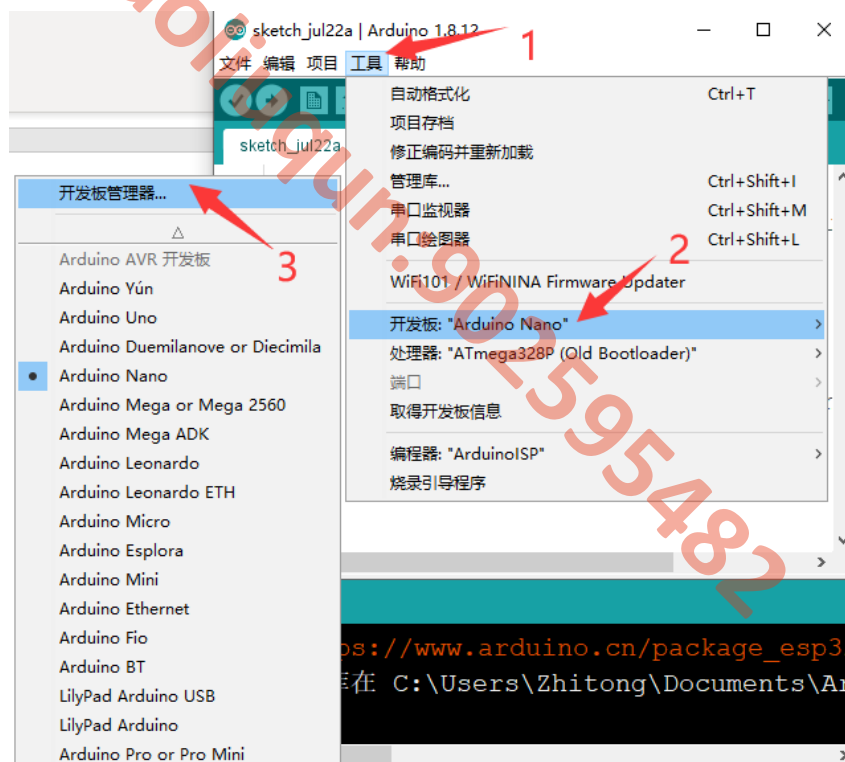 sketch_jul22a | Arduino 1.8.12
1
文件 编辑 项目 工具 帮助
自动格式化 Ctrl+T
项目存档
sketch_jul22a
修正编码并重新加载
管理库... Ctrl+Shift+I
串口监视器 Ctrl+Shift+M
串口绘图器 Ctrl+Shift+L
2
WiFi101 / WiFiNINA Firmware Updater
开发板: "Arduino Nano"
处理器: "ATmega328P (Old Bootloader)"
端口
取得开发板信息
编程器: "ArduinoISP"
烧录引导程序
开发板管理器...
3
Arduino AVR 开发板
Arduino Yún
Arduino Uno
Arduino Duemilanove or Diecimila
Arduino Nano
Arduino Mega or Mega 2560
Arduino Mega ADK
Arduino Leonardo
Arduino Leonardo ETH
Arduino Micro
Arduino Esplora
Arduino Mini
Arduino Ethernet
Arduino Fio
Arduino BT
LilyPad Arduino USB
LilyPad Arduino
Arduino Pro or Pro Mini
ps://www.arduino.cn/package_esp3
在 C:\Users\Zhitong\Documents\Ar
aoliuqun.902595482